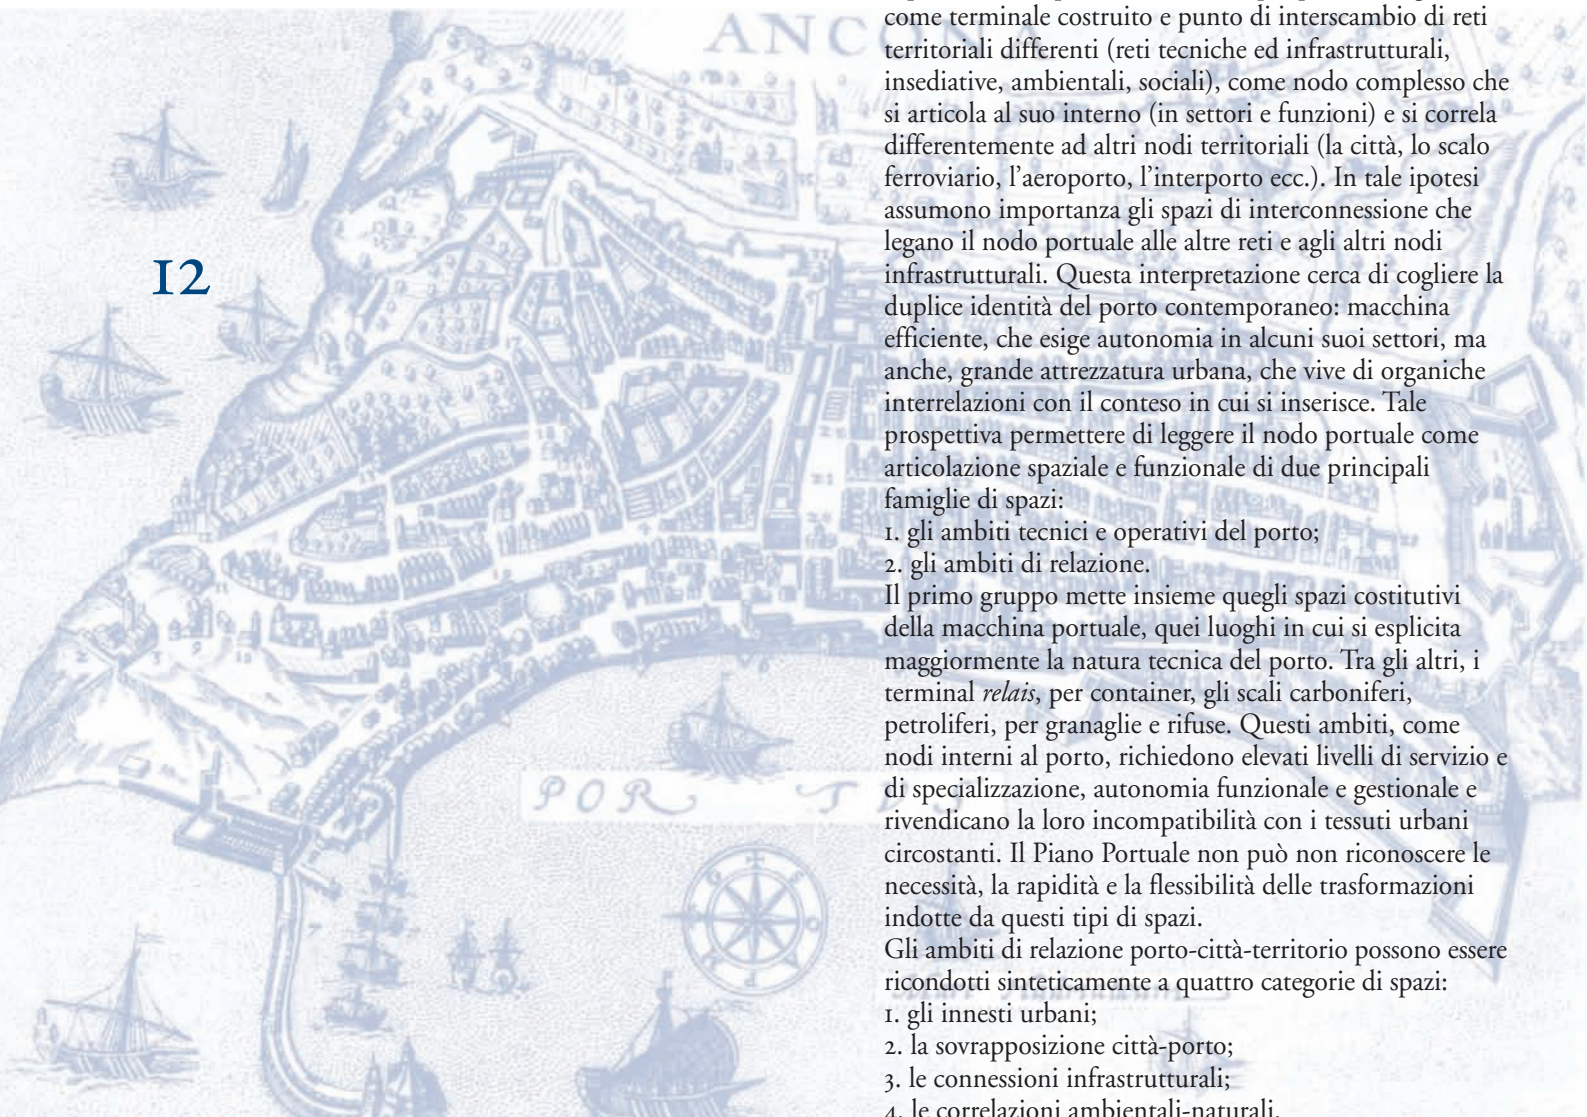 ANCONA
12
come terminale costruito e punto di interscambio di reti
territoriali differenti (reti tecniche ed infrastrutturali,
insediative, ambientali, sociali), come nodo complesso che
si articola al suo interno (in settori e funzioni) e si correla
differentemente ad altri nodi territoriali (la città, lo scalo
ferroviario, l'aeroporto, l'interporto ecc.). In tale ipotesi
assumono importanza gli spazi di interconnessione che
legano il nodo portuale alle altre reti e agli altri nodi
infrastrutturali. Questa interpretazione cerca di cogliere la
duplice identità del porto contemporaneo: macchina
efficiente, che esige autonomia in alcuni suoi settori, ma
anche, grande attrezzatura urbana, che vive di organiche
interrelazioni con il conteso in cui si inserisce. Tale
prospettiva permettere di leggere il nodo portuale come
articolazione spaziale e funzionale di due principali
famiglie di spazi:
1. gli ambiti tecnici e operativi del porto;
2. gli ambiti di relazione.
Il primo gruppo mette insieme quegli spazi costitutivi
della macchina portuale, quei luoghi in cui si esplicita
maggiormente la natura tecnica del porto. Tra gli altri, i
terminal relais, per container, gli scali carboniferi,
petroliferi, per granaglie e rifuse. Questi ambiti, come
nodi interni al porto, richiedono elevati livelli di servizio e
di specializzazione, autonomia funzionale e gestionale e
rivendicano la loro incompatibilità con i tessuti urbani
circostanti. Il Piano Portuale non può non riconoscere le
necessità, la rapidità e la flessibilità delle trasformazioni
indotte da questi tipi di spazi.
Gli ambiti di relazione porto-città-territorio possono essere
ricondotti sinteticamente a quattro categorie di spazi:
1. gli innesti urbani;
2. la sovrapposizione città-porto;
3. le connessioni infrastrutturali;
4. le correlazioni ambientali-naturali.
POR T